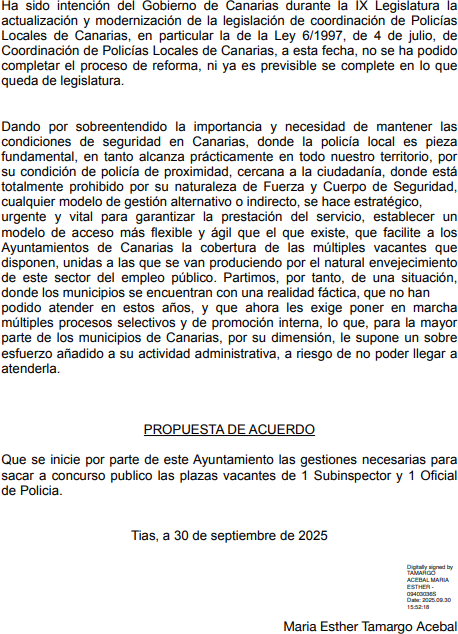 Ha sido intención del Gobierno de Canarias durante la IX Legislatura la
actualización y modernización de la legislación de coordinación de Policías
Locales de Canarias, en particular la de la Ley 6/1997, de 4 de julio, de
Coordinación de Policías Locales de Canarias, a esta fecha, no se ha podido
completar el proceso de reforma, ni ya es previsible se complete en lo que
queda de legislatura.
Dando por sobreentendido la importancia y necesidad de mantener las
condiciones de seguridad en Canarias, donde la policía local es pieza
fundamental, en tanto alcanza prácticamente en todo nuestro territorio, por
su condición de policía de proximidad, cercana a la ciudadanía, donde está
totalmente prohibido por su naturaleza de Fuerza y Cuerpo de Seguridad,
cualquier modelo de gestión alternativo o indirecto, se hace estratégico,
urgente y vital para garantizar la prestación del servicio, establecer un
modelo de acceso más flexible y ágil que el que existe, que facilite a los
Ayuntamientos de Canarias la cobertura de las múltiples vacantes que
disponen, unidas a las que se van produciendo por el natural envejecimiento
de este sector del empleo público. Partimos, por tanto, de una situación,
donde los municipios se encuentran con una realidad fáctica, que no han
podido atender en estos años, y que ahora les exige poner en marcha
múltiples procesos selectivos y de promoción interna, lo que, para la mayor
parte de los municipios de Canarias, por su dimensión, le supone un sobre
esfuerzo añadido a su actividad administrativa, a riesgo de no poder llegar a
atenderla.
PROPUESTA DE ACUERDO
Que se inicie por parte de este Ayuntamiento las gestiones necesarias para
sacar a concurso publico las plazas vacantes de 1 Subinspector y 1 Oficial
de Policia.
Tias, a 30 de septiembre de 2025
Digitally signed by
TAMARGO
ACEBAL MARIA
ESTHER -
09403036S
Date: 2025.09.30
15:52:18
Maria Esther Tamargo Acebal